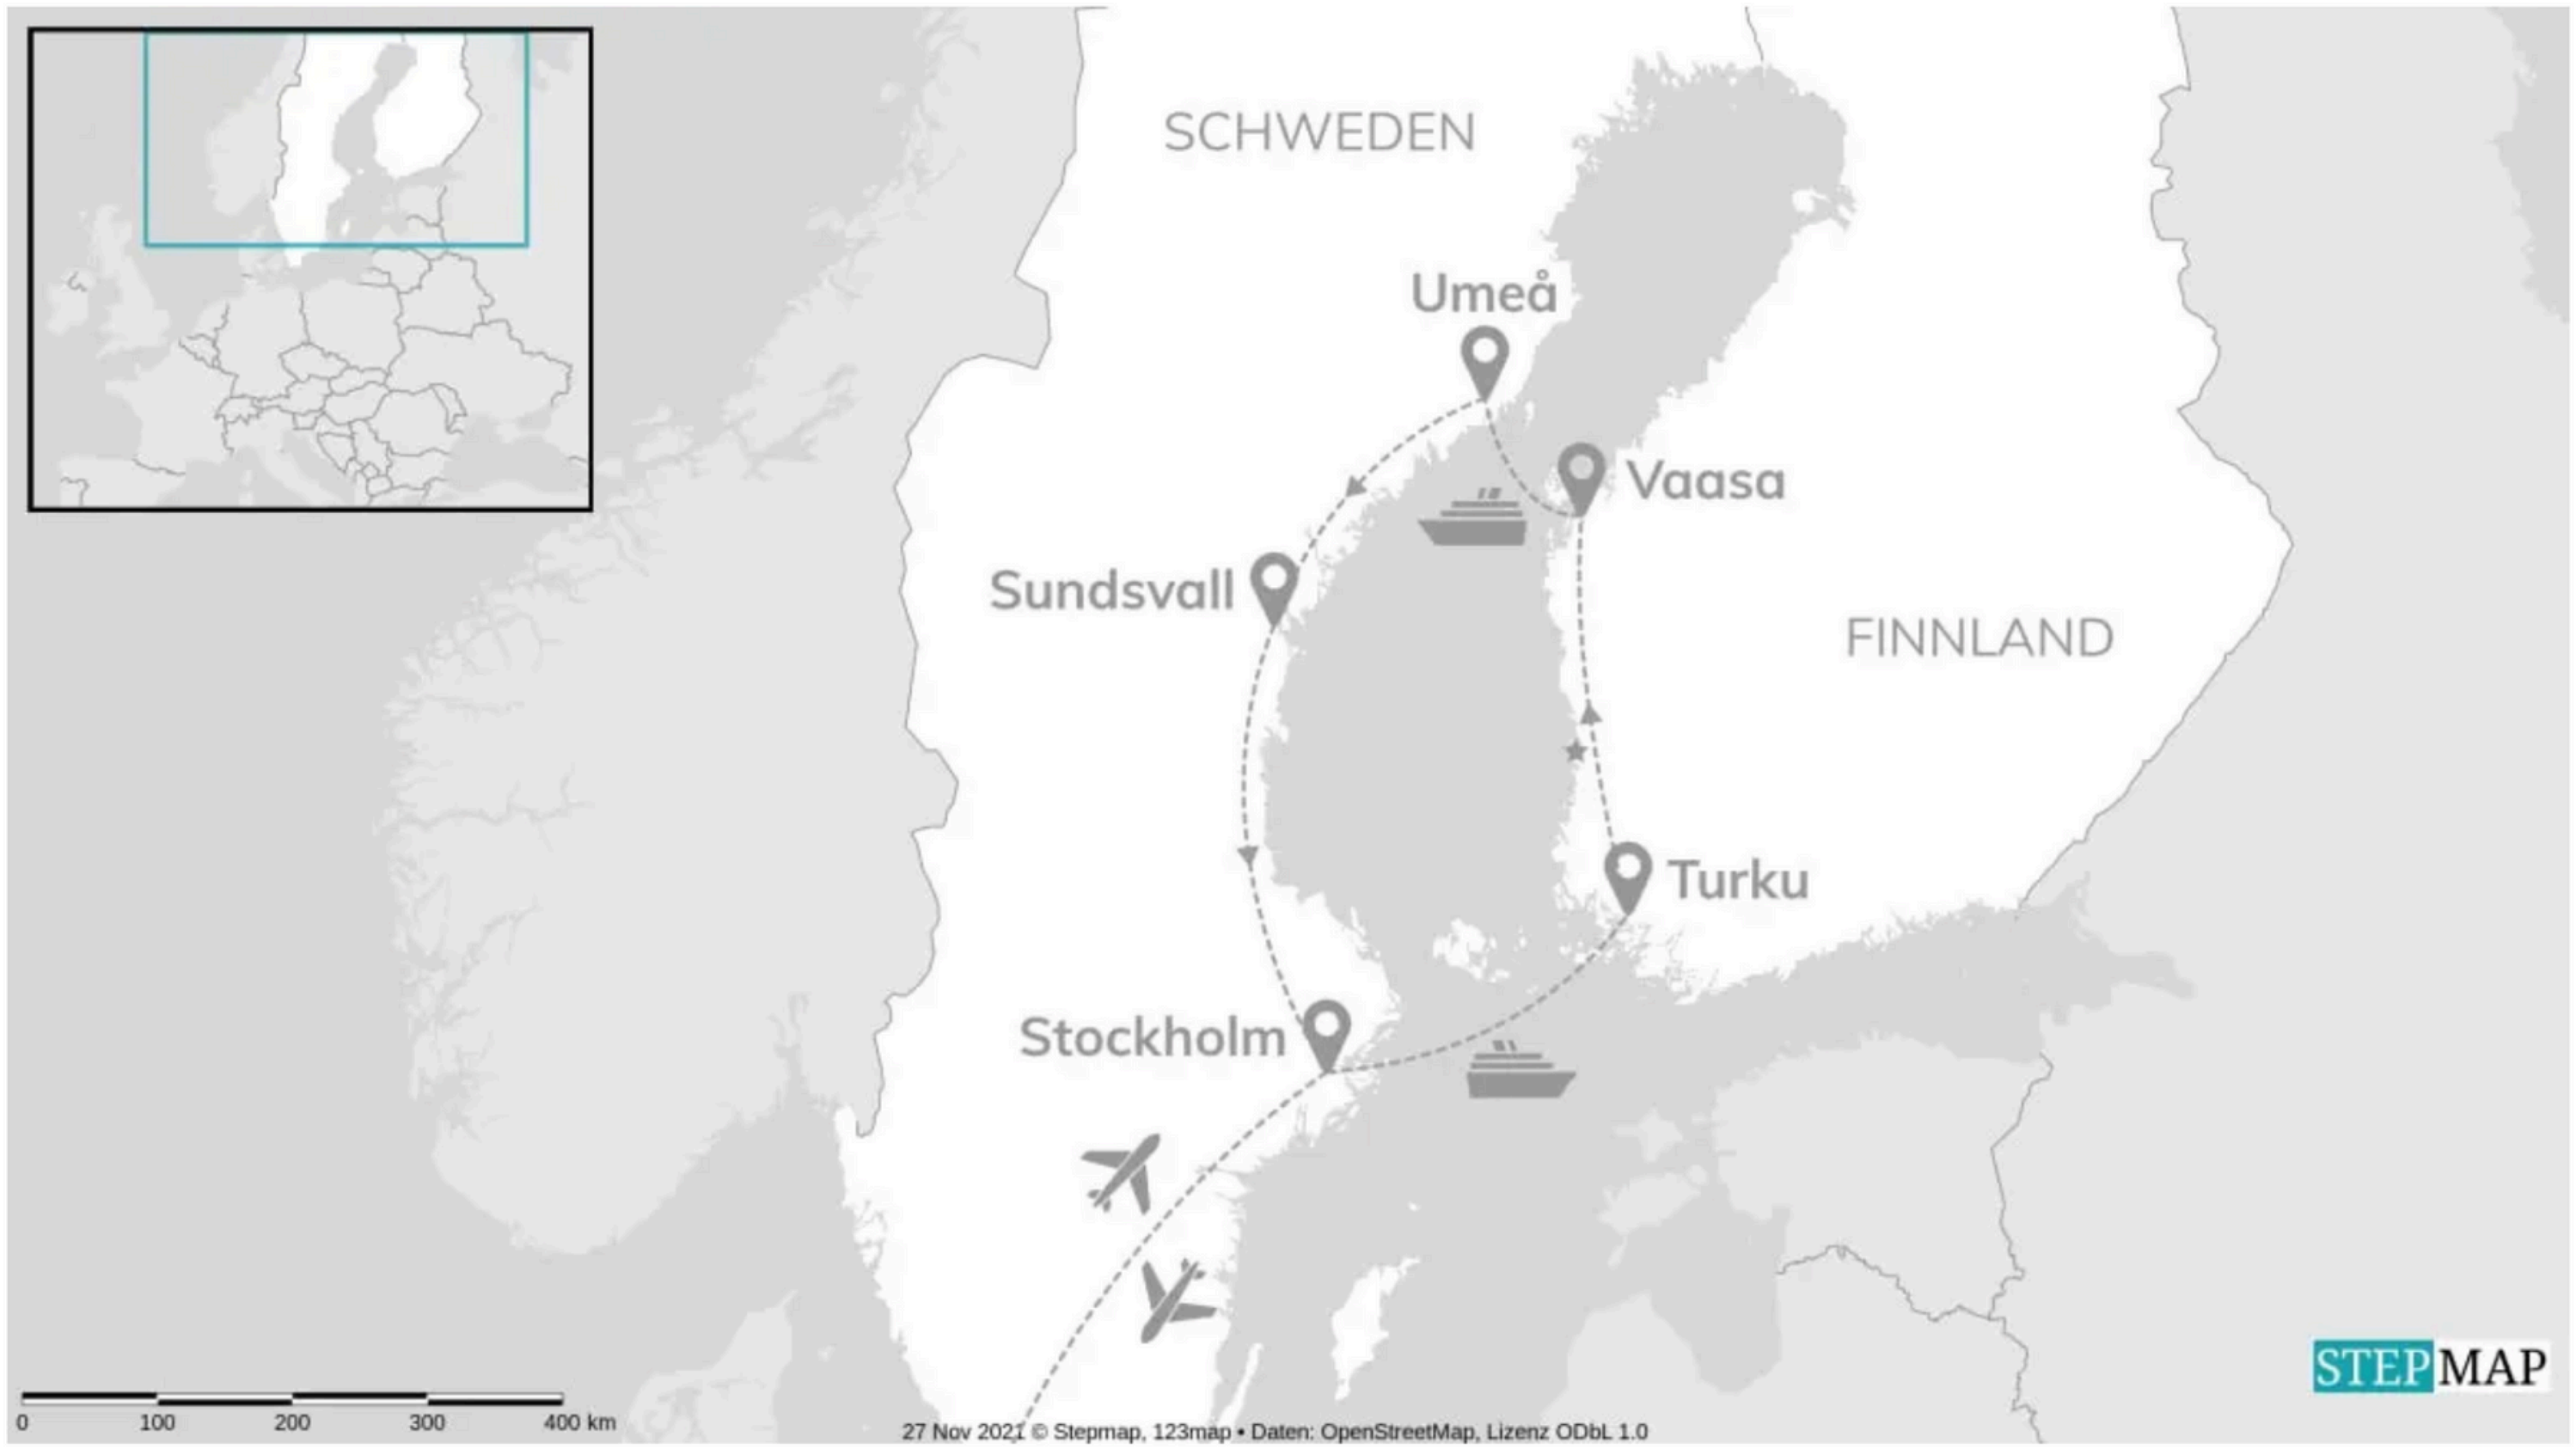 SCHWEDEN
Umeå
Vaasa
Sundsvall
FINNLAND
Turku
Stockholm
STEPMAP
0 100 200 300 400 km
27 Nov 2021 © Stepmap, 123map • Daten: OpenStreetMap, Lizenz ODbL 1.0